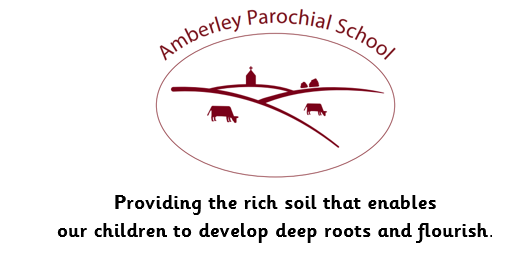 Amberley Parochial School
Providing the rich soil that enables
our children to develop deep roots and flourish.